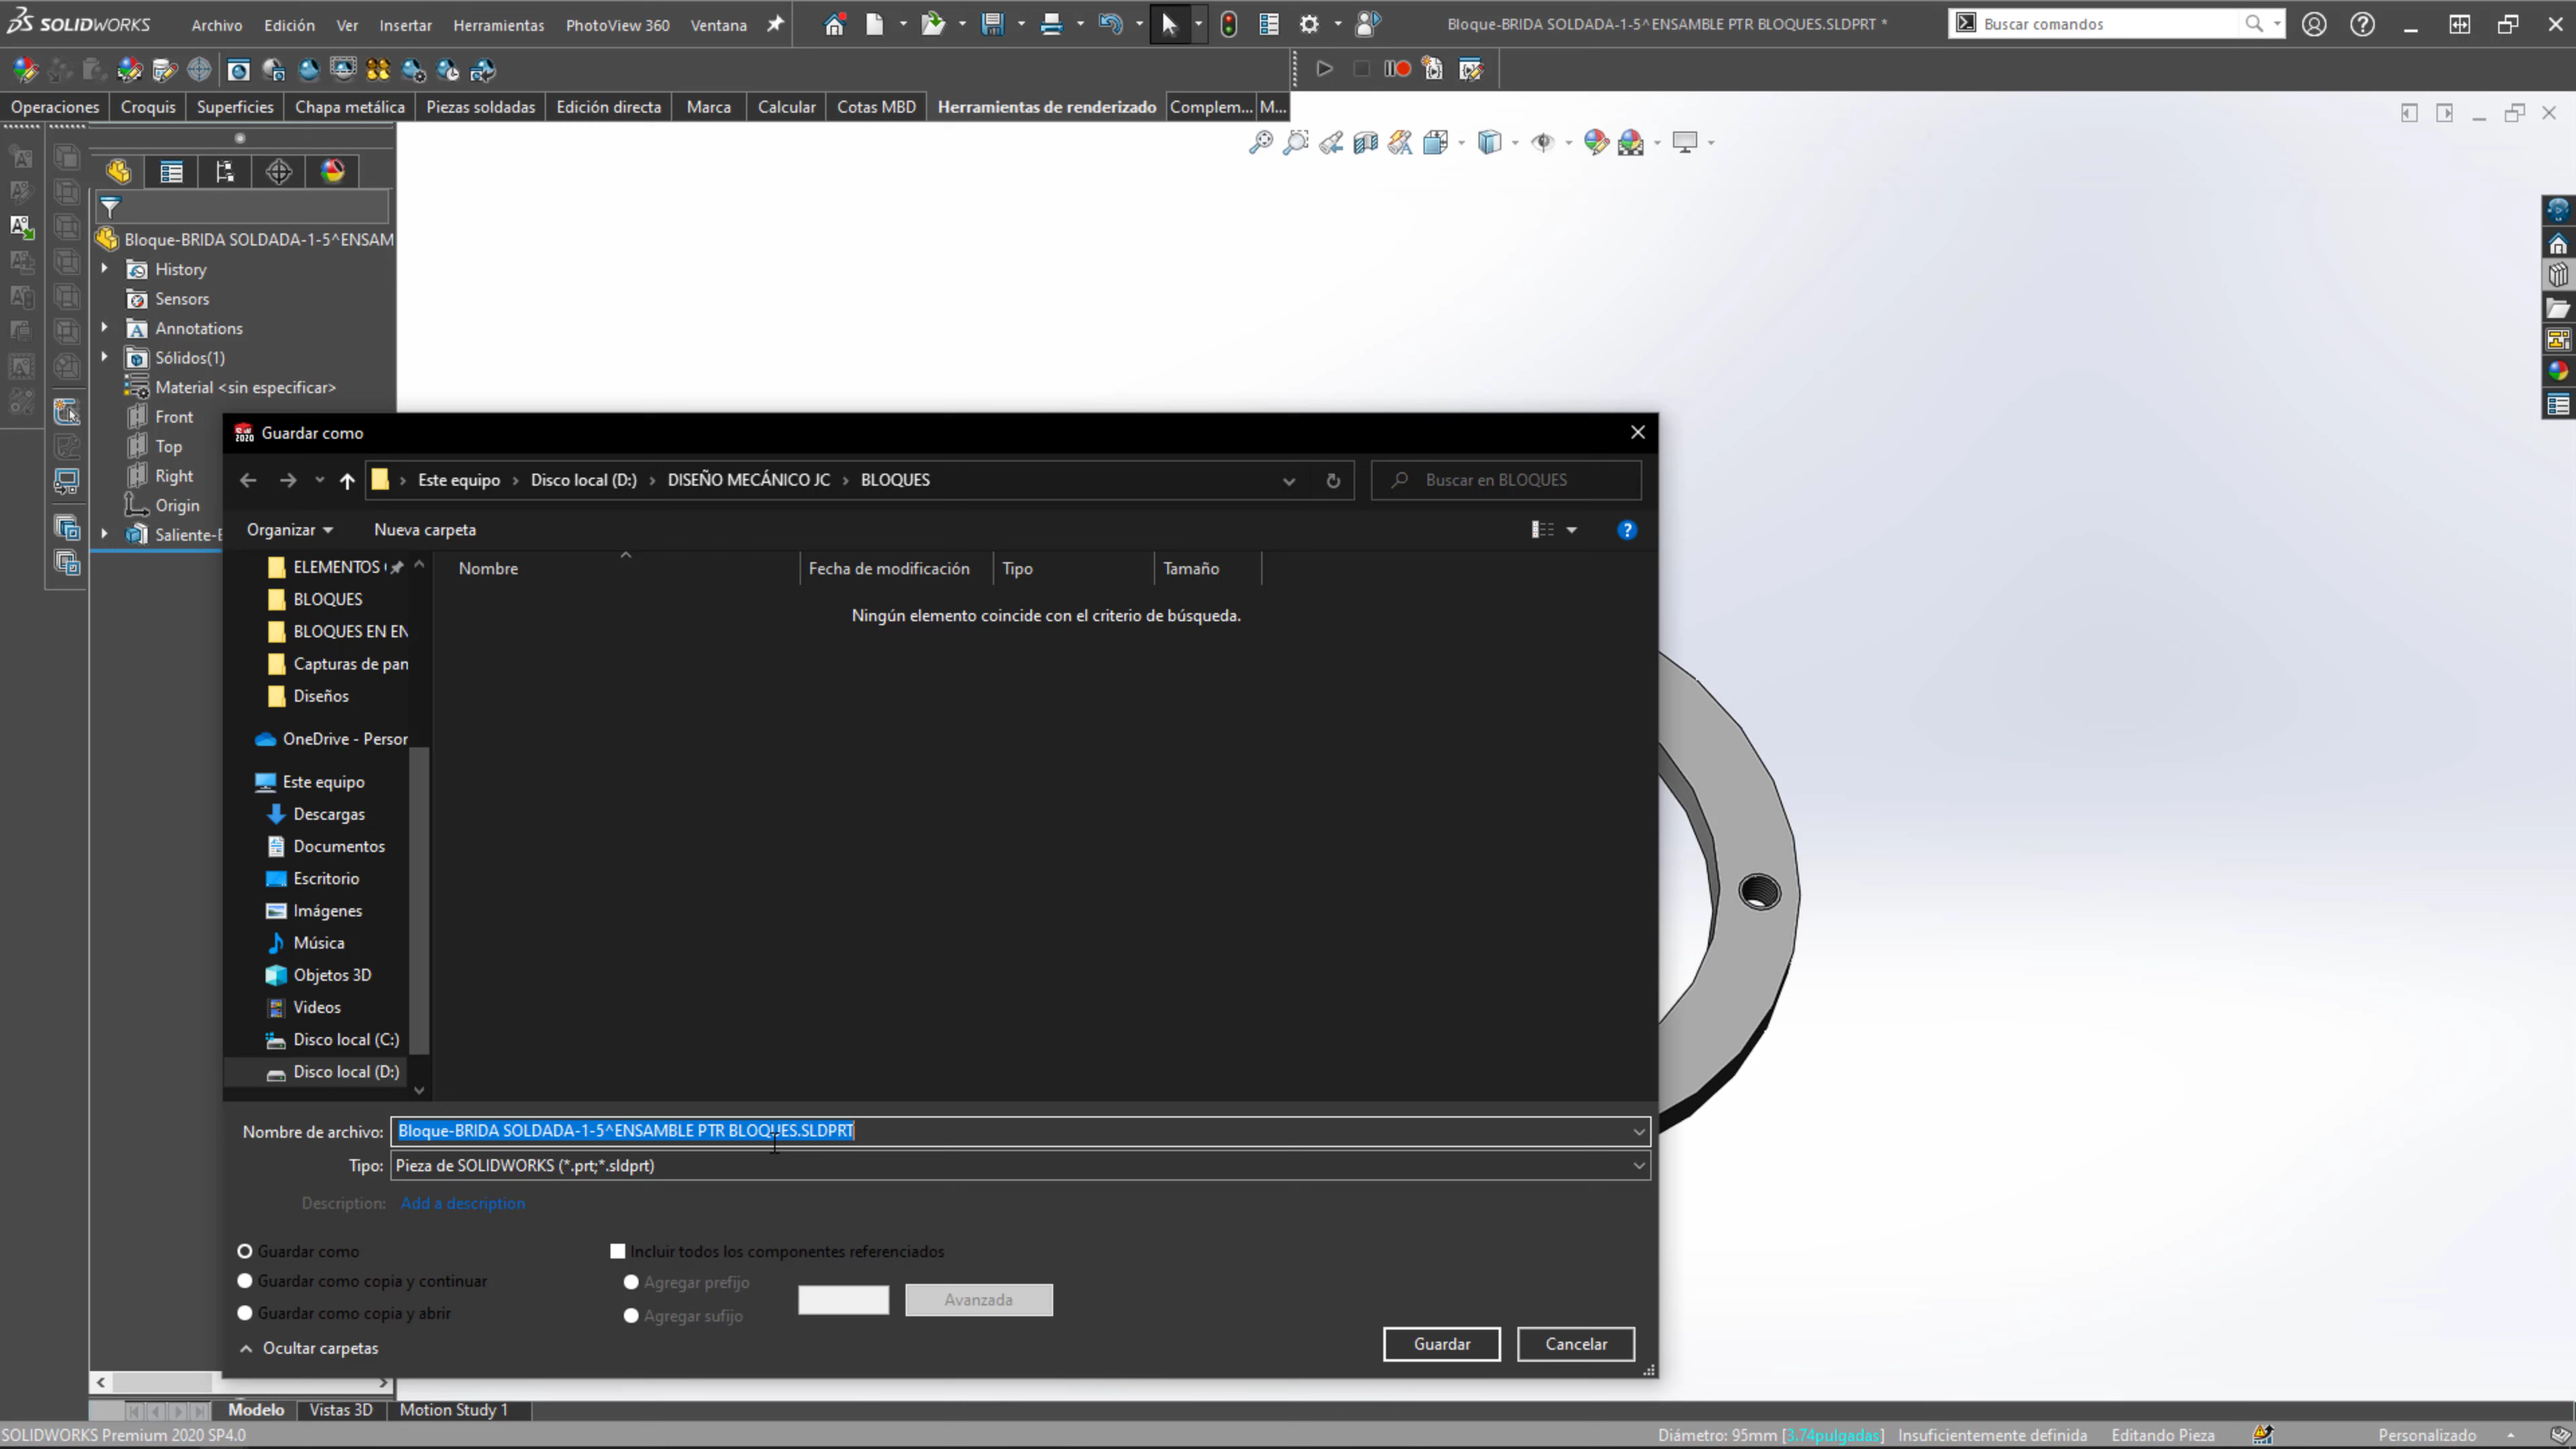 SOLIDWORKS Archivo Edición Ver Insertar Herramientas PhotoView 360 Ventana Bloque-BRIDA SOLDADA-1-5^ENSAMBLE PTR BLOQUES.SLDPRT * Buscar comandos
Operaciones Croquis Superficies Chapa metálica Piezas soldadas Edición directa Marca Calcular Cotas MBD Herramientas de renderizado Complem... M...
Bloque-BRIDA SOLDADA-1-5^ENSAM
History
Sensors
Annotations
Sólidos(1)
Material <sin especificar>
Front
Top
Right
Origin
Saliente-E
Guardar como
Este equipo › Disco local (D:) › DISEÑO MECÁNICO JC › BLOQUES
Buscar en BLOQUES
Organizar Nueva carpeta
Nombre Fecha de modificación Tipo Tamaño
Ningún elemento coincide con el criterio de búsqueda.
ELEMENTOS
BLOQUES
BLOQUES EN EN
Capturas de pan
Diseños
OneDrive - Person
Este equipo
Descargas
Documentos
Escritorio
Imágenes
Música
Objetos 3D
Videos
Disco local (C:)
Disco local (D:)
Nombre de archivo: Bloque-BRIDA SOLDADA-1-5^ENSAMBLE PTR BLOQUES.SLDPRT
Tipo: Pieza de SOLIDWORKS (*.prt;*.sldprt)
Description: Add a description
Guardar como
Guardar como copia y continuar
Guardar como copia y abrir
Incluir todos los componentes referenciados
Agregar prefijo
Agregar sufijo
Avanzada
Ocultar carpetas
Guardar Cancelar
Modelo Vistas 3D Motion Study 1
SOLIDWORKS Premium 2020 SP4.0 Diámetro: 95mm [3.74pulgadas] Insuficientemente definida Editando Pieza Personalizado